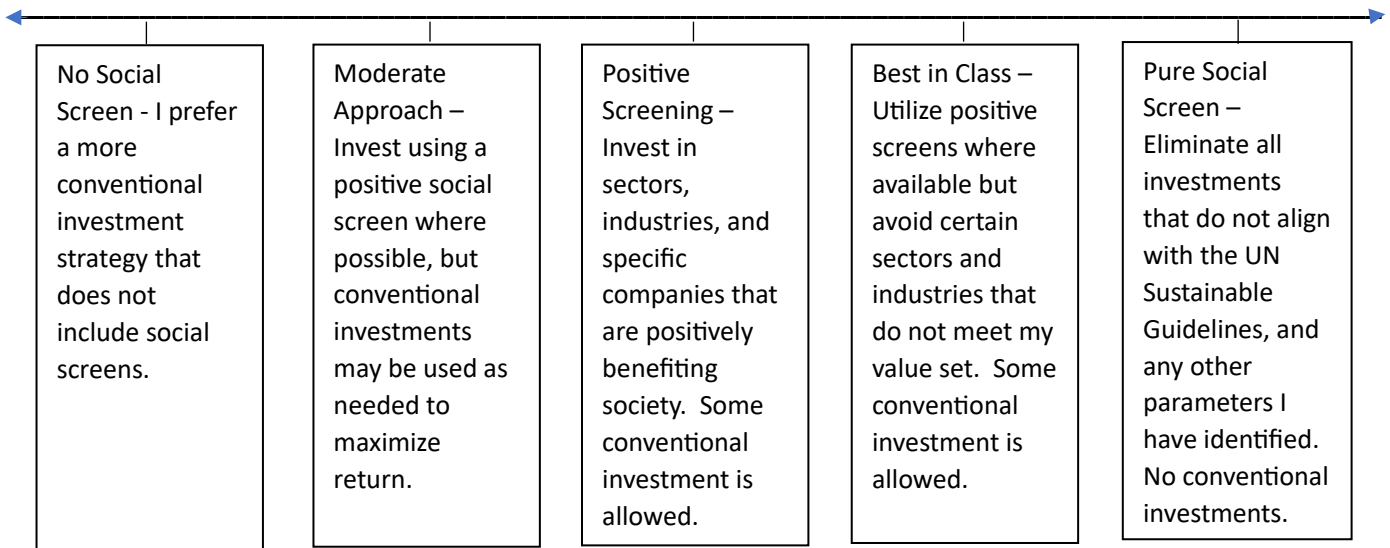 No Social
Screen - I prefer
a more
conventional
investment
strategy that
does not
include social
screens.
Moderate
Approach –
Invest using a
positive social
screen where
possible, but
conventional
investments
may be used as
needed to
maximize
return.
Positive
Screening –
Invest in
sectors,
industries, and
specific
companies that
are positively
benefiting
society.  Some
conventional
investment is
allowed.
Best in Class –
Utilize positive
screens where
available but
avoid certain
sectors and
industries that
do not meet my
value set.  Some
conventional
investment is
allowed.
Pure Social
Screen –
Eliminate all
investments
that do not align
with the UN
Sustainable
Guidelines, and
any other
parameters I
have identified.
No conventional
investments.